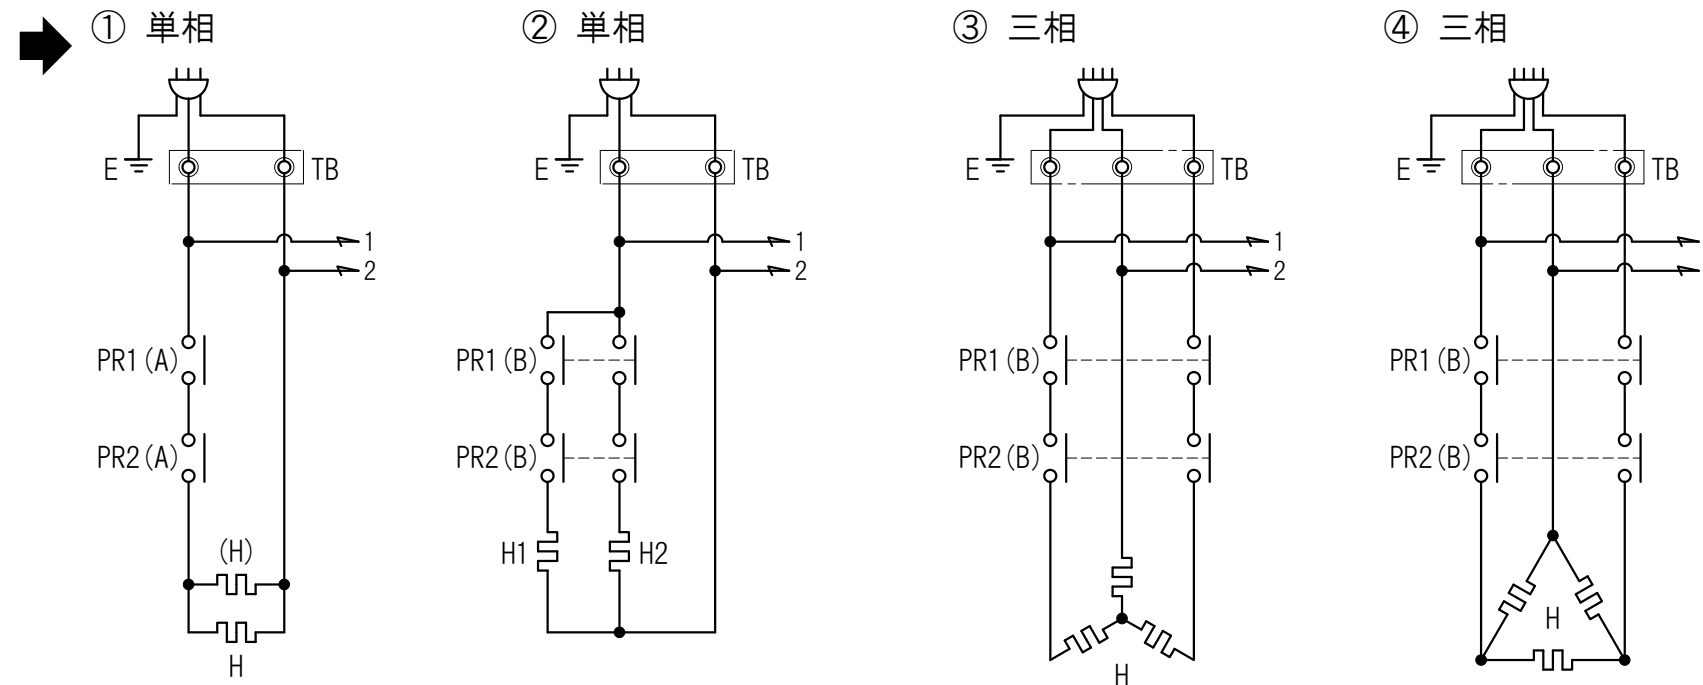 ① 単相
② 単相
③ 三相
④ 三相
E
TB
E
TB
E
TB
E
TB
1
2
1
2
1
2
PR1(A)
PR1(B)
PR1(B)
PR1(B)
PR2(A)
PR2(B)
PR2(B)
PR2(B)
(H)
H1
H2
H
H
H